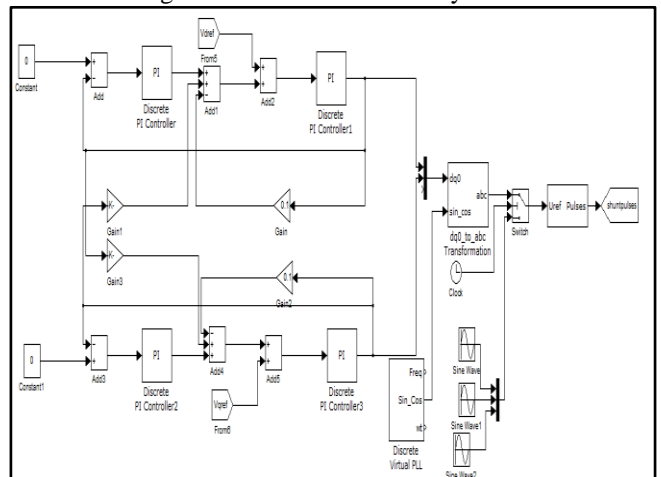 0
Constant
Add
PI
Discrete
PI Controller
Vdref
From5
Add1
Add2
PI
Discrete
PI Controller1
K-
Gain1
0.1
Gain
K-
Gain3
0.1
Gain2
0
Constant1
Add3
PI
Discrete
PI Controller2
Add4
Vqref
From6
Add5
PI
Discrete
PI Controller3
Freq
Sin_Cos
wt
Discrete
Virtual PLL
dq0
abc
sin_cos
dq0_to_abc
Transformation
Clock
Switch
Uref Pulses
shuntpulses
Sine Wave
Sine Wave1
Sine Wave2